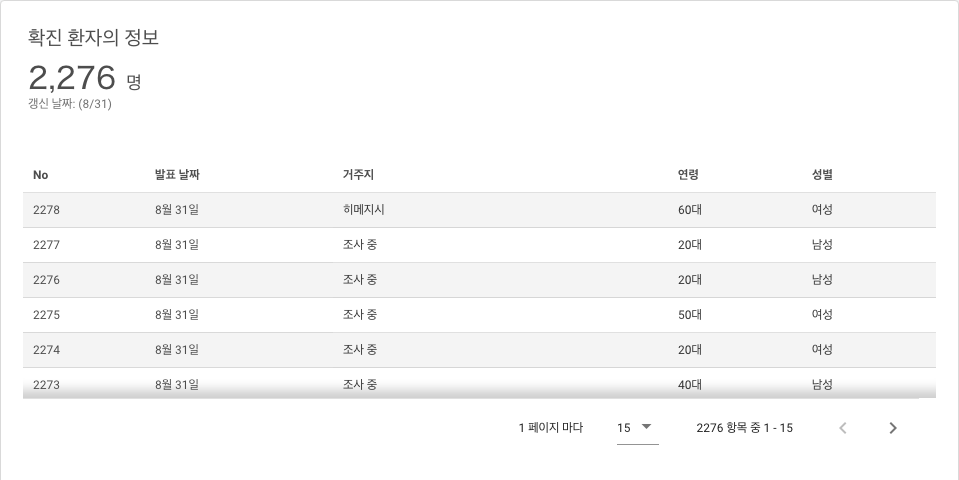 확진 환자의 정보
2,276 명
갱신 날짜: (8/31)
No 발표 날짜 거주지 연령 성별
2278 8월 31일 히메지시 60대 여성
2277 8월 31일 조사 중 20대 남성
2276 8월 31일 조사 중 20대 남성
2275 8월 31일 조사 중 50대 여성
2274 8월 31일 조사 중 20대 여성
2273 8월 31일 조사 중 40대 남성
1 페이지 마다 15 2276 항목 중 1 - 15